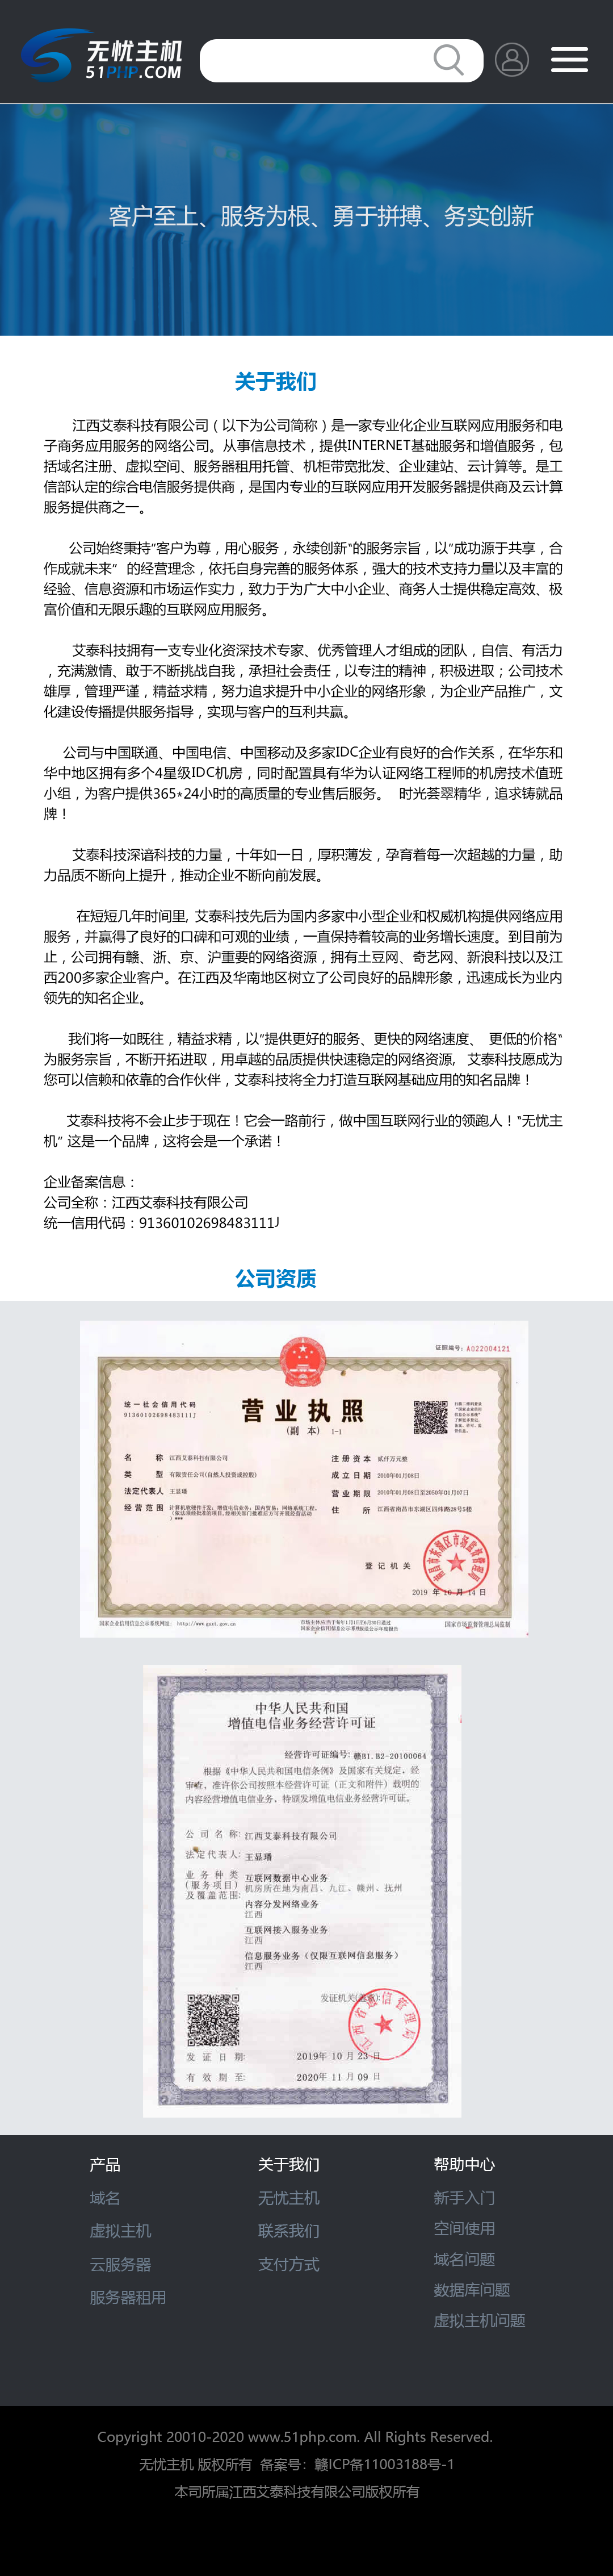 无忧主机
51PHP.COM
客户至上、服务为根、勇于拼搏、务实创新
关于我们
江西艾泰科技有限公司（以下为公司简称）是一家专业化企业互联网应用服务和电
子商务应用服务的网络公司。从事信息技术，提供INTERNET基础服务和增值服务，包
括域名注册、虚拟空间、服务器租用托管、机柜带宽批发、企业建站、云计算等。是工
信部认定的综合电信服务提供商，是国内专业的互联网应用开发服务器提供商及云计算
服务提供商之一。
公司始终秉持"客户为尊，用心服务，永续创新"的服务宗旨，以"成功源于共享，合
作成就未来" 的经营理念，依托自身完善的服务体系，强大的技术支持力量以及丰富的
经验、信息资源和市场运作实力，致力于为广大中小企业、商务人士提供稳定高效、极
富价值和无限乐趣的互联网应用服务。
艾泰科技拥有一支专业化资深技术专家、优秀管理人才组成的团队，自信、有活力
，充满激情、敢于不断挑战自我，承担社会责任，以专注的精神，积极进取；公司技术
雄厚，管理严谨，精益求精，努力追求提升中小企业的网络形象，为企业产品推广，文
化建设传播提供服务指导，实现与客户的互利共赢。
公司与中国联通、中国电信、中国移动及多家IDC企业有良好的合作关系，在华东和
华中地区拥有多个4星级IDC机房，同时配置具有华为认证网络工程师的机房技术值班
小组，为客户提供365*24小时的高质量的专业售后服务。 时光荟翠精华，追求铸就品
牌！
艾泰科技深谙科技的力量，十年如一日，厚积薄发，孕育着每一次超越的力量，助
力品质不断向上提升，推动企业不断向前发展。
在短短几年时间里, 艾泰科技先后为国内多家中小型企业和权威机构提供网络应用
服务，并赢得了良好的口碑和可观的业绩，一直保持着较高的业务增长速度。到目前为
止，公司拥有赣、浙、京、沪重要的网络资源，拥有土豆网、奇艺网、新浪科技以及江
西200多家企业客户。在江西及华南地区树立了公司良好的品牌形象，迅速成长为业内
领先的知名企业。
我们将一如既往，精益求精，以"提供更好的服务、更快的网络速度、 更低的价格"
为服务宗旨，不断开拓进取，用卓越的品质提供快速稳定的网络资源, 艾泰科技愿成为
您可以信赖和依靠的合作伙伴，艾泰科技将全力打造互联网基础应用的知名品牌！
艾泰科技将不会止步于现在！它会一路前行，做中国互联网行业的领跑人！"无忧主
机" 这是一个品牌，这将会是一个承诺！
企业备案信息：
公司全称：江西艾泰科技有限公司
统一信用代码：91360102698483111J
公司资质
证照编号：A022004121
统一社会信用代码
91360102698483111J
营业执照
(副 本) 1-1
名 称 江西艾泰科技有限公司
类 型 有限责任公司(自然人投资或控股)
法定代表人 王显璠
经营范围 计算机软硬件开发；增值电信业务；国内贸易；网络系统工程。
（依法须经批准的项目,经相关部门批准后方可开展经营活动
）***
注册资本 贰仟万元整
成立日期 2010年01月08日
营业期限 2010年01月08日至2050年01月07日
住 所 江西省南昌市东湖区四纬路28号5楼
登记机关
2019 年 10 月 14 日
国家企业信用信息公示系统网址： http://www.gsxt.gov.cn
国家市场监督管理总局监制
中华人民共和国
增值电信业务经营许可证
经营许可证编号: 赣B1.B2-20100064
根据《中华人民共和国电信条例》及国家有关规定，经
审查，准许你公司按照本经营许可证（正文和附件）载明的
内容经营增值电信业务，特颁发增值电信业务经营许可证。
公司名称: 江西艾泰科技有限公司
法定代表人: 王显璠
业务种类
(服务项目)
及覆盖范围:
互联网数据中心业务
机房所在地为南昌、九江、赣州、抚州
内容分发网络业务
江西
互联网接入服务业务
江西
信息服务业务（仅限互联网信息服务）
江西
发证机关(盖章):
发证日期: 2019年 10 月 23 日
有效期至: 2020年 11 月 09 日
产品
域名
虚拟主机
云服务器
服务器租用
关于我们
无忧主机
联系我们
支付方式
帮助中心
新手入门
空间使用
域名问题
数据库问题
虚拟主机问题
Copyright 20010-2020 www.51php.com. All Rights Reserved.
无忧主机 版权所有 备案号：赣ICP备11003188号-1
本司所属江西艾泰科技有限公司版权所有